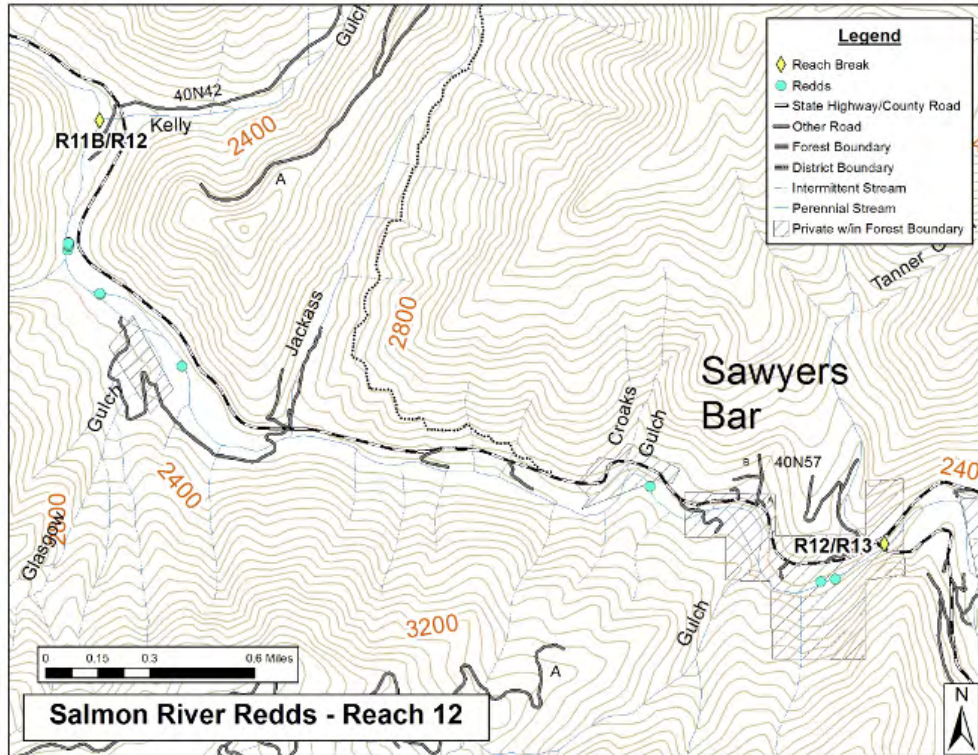 Gulch
40N42
Kelly
R11B/R12
2400
A
Legend
Reach Break
Redds
State Highway/County Road
Other Road
Forest Boundary
District Boundary
Intermittent Stream
Perennial Stream
Private w/in Forest Boundary
Tanner
2800
Jackass
Sawyers
Bar
Croaks
Gulch
Gulch
2400
B
40N57
A
240
R12/R13
Glasgow
Gulch
3200
A
0 0.15 0.3 0.6 Miles
Salmon River Redds - Reach 12
N